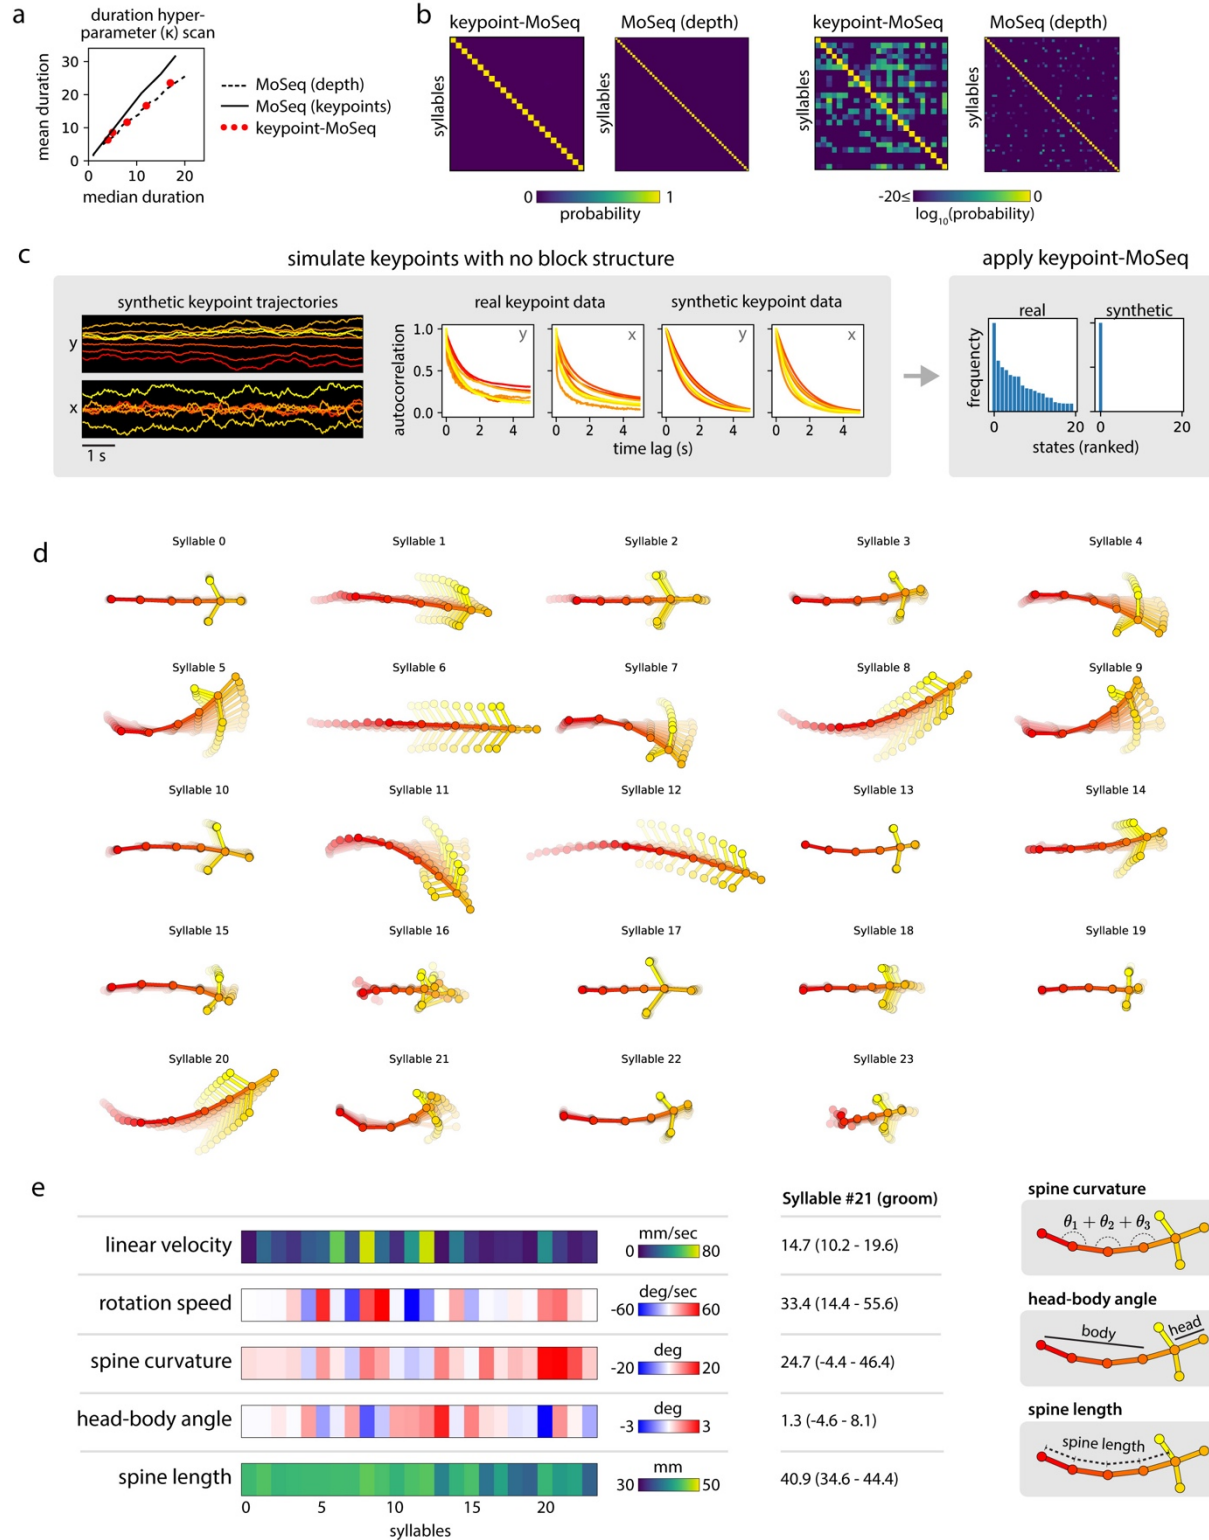 a
duration hyper-
parameter (κ) scan
30
20
10
0
0 10 20
mean duration
median duration
MoSeq (depth)
MoSeq (keypoints)
keypoint-MoSeq
b
keypoint-MoSeq MoSeq (depth)
syllables
syllables
0 1
probability
keypoint-MoSeq MoSeq (depth)
syllables
syllables
-20≤ 0
log10(probability)
c
simulate keypoints with no block structure
synthetic keypoint trajectories
y
x
1 s
real keypoint data
synthetic keypoint data
y
x
y
x
autocorrelation
1.0
0.5
0.0
0 5 0 5 0 5 0 5
time lag (s)
apply keypoint-MoSeq
real
synthetic
frequencty
0 20 0 20
states (ranked)
d
Syllable 0
Syllable 1
Syllable 2
Syllable 3
Syllable 4
Syllable 5
Syllable 6
Syllable 7
Syllable 8
Syllable 9
Syllable 10
Syllable 11
Syllable 12
Syllable 13
Syllable 14
Syllable 15
Syllable 16
Syllable 17
Syllable 18
Syllable 19
Syllable 20
Syllable 21
Syllable 22
Syllable 23
e
Syllable #21 (groom)
linear velocity
mm/sec
0 80
14.7 (10.2 - 19.6)
rotation speed
deg/sec
-60 60
33.4 (14.4 - 55.6)
spine curvature
deg
-20 20
24.7 (-4.4 - 46.4)
head-body angle
deg
-3 3
1.3 (-4.6 - 8.1)
spine length
mm
30 50
40.9 (34.6 - 44.4)
0 5 10 15 20
syllables
spine curvature
θ1 + θ2 + θ3
head-body angle
body
head
spine length
spine length